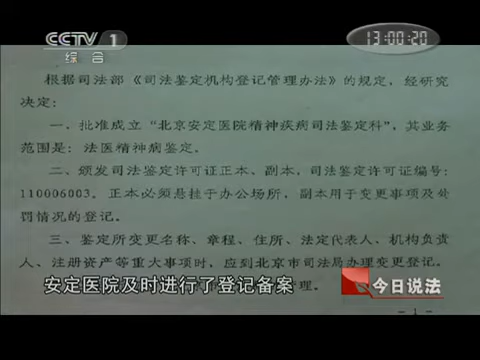 CCTV 1
综合
13:00:20
根据司法部《司法鉴定机构登记管理办法》的规定，经研究
决定：
一、批准成立“北京安定医院精神疾病司法鉴定科”，其业务
范围是：法医精神病鉴定。
二、颁发司法鉴定许可证正本、副本，司法鉴定许可证编号：
110006003。正本必须悬挂于办公场所，副本用于变更事项及处
罚情况的登记。
三、鉴定所变更名称、章程、住所、法定代表人、机构负责
人、注册资产等重大事项时，应到北京市司法局办理变更登记。
安定医院及时进行了登记备案
管理。
今日说法
- 1 -